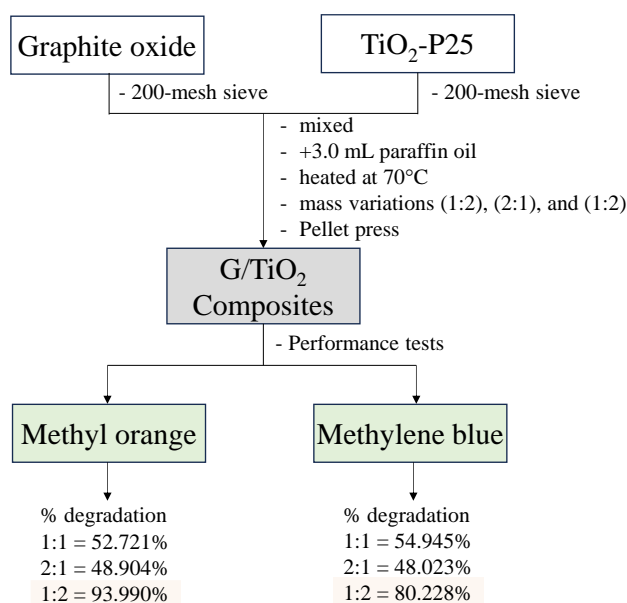 Graphite oxide
TiO₂-P25
- 200-mesh sieve
- 200-mesh sieve
- mixed
- +3.0 mL paraffin oil
- heated at 70°C
- mass variations (1:2), (2:1), and (1:2)
- Pellet press
G/TiO₂
Composites
- Performance tests
Methyl orange
Methylene blue
% degradation
1:1 = 52.721%
2:1 = 48.904%
1:2 = 93.990%
% degradation
1:1 = 54.945%
2:1 = 48.023%
1:2 = 80.228%